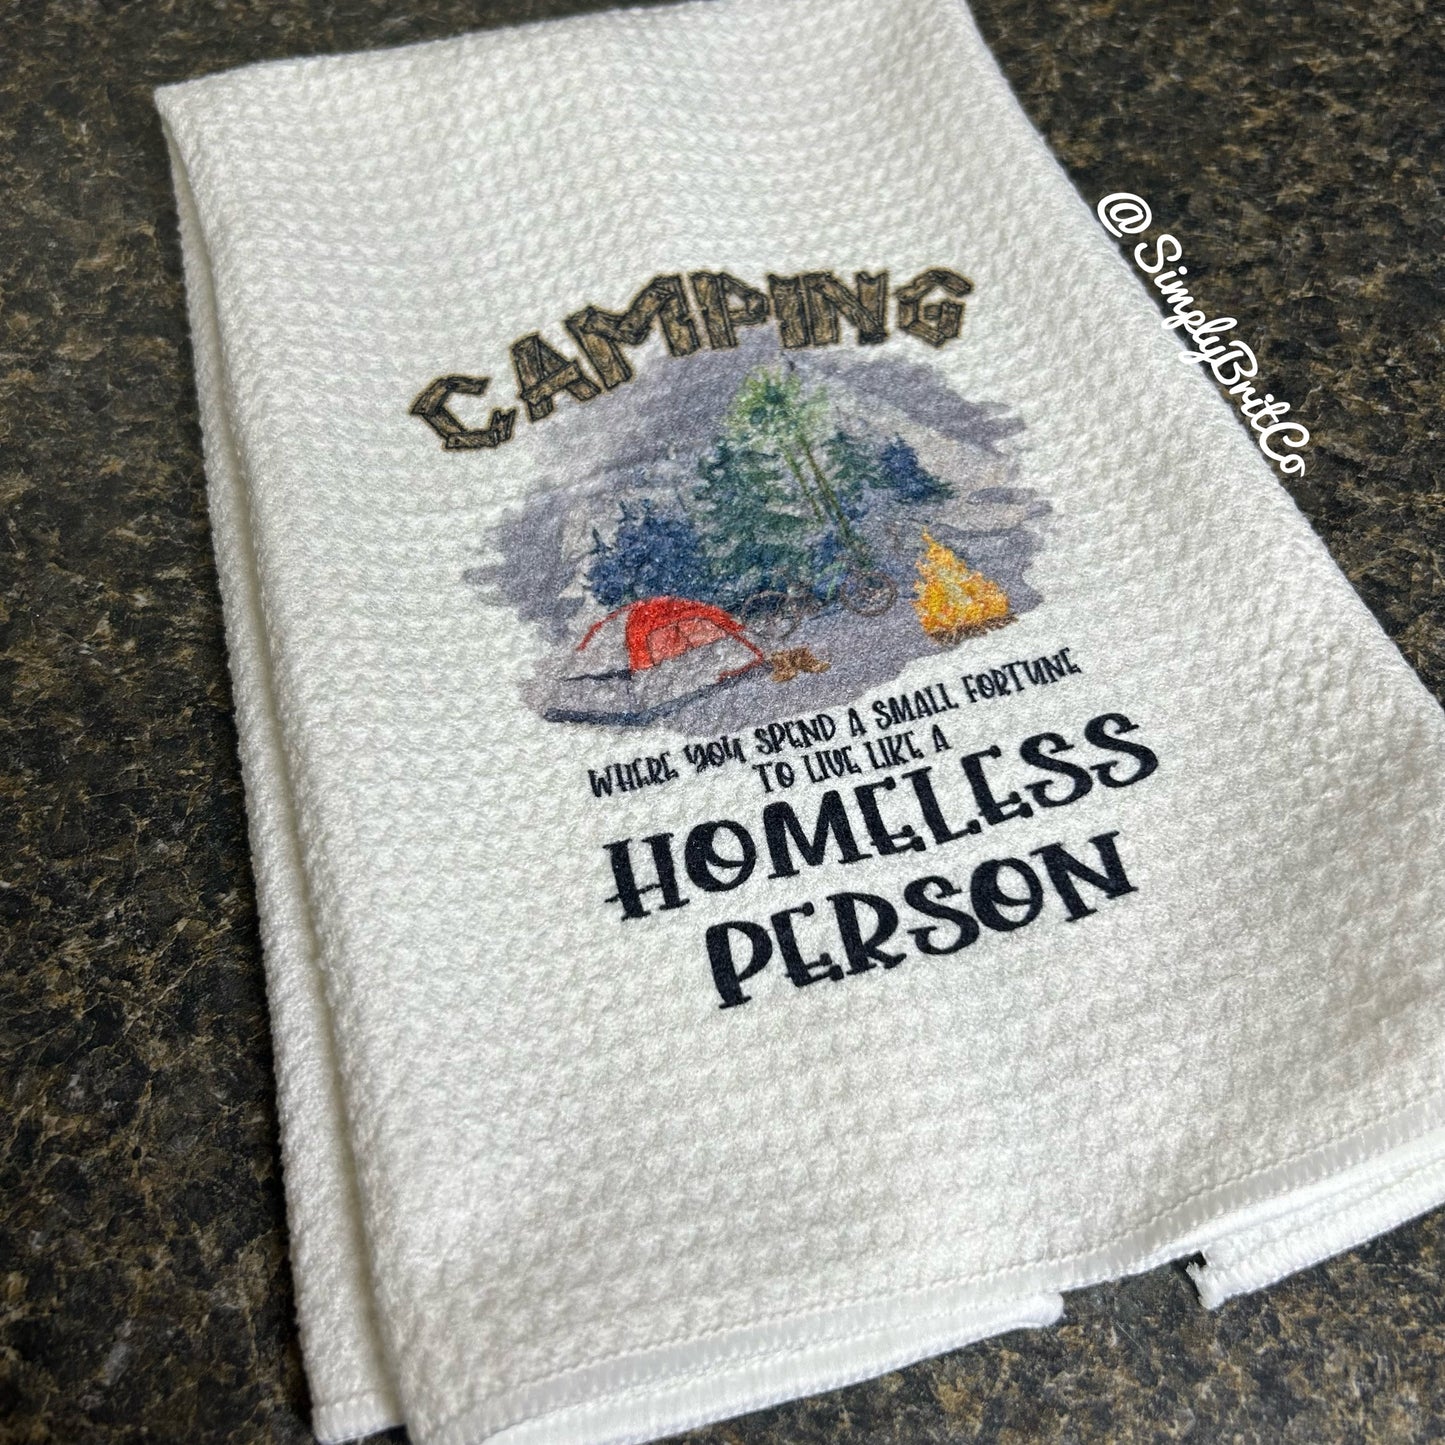 CAMPING
WHERE YOU SPEND A SMALL FORTUNE
TO LIVE LIKE A
HOMELESS
PERSON
@SimplyBritCo